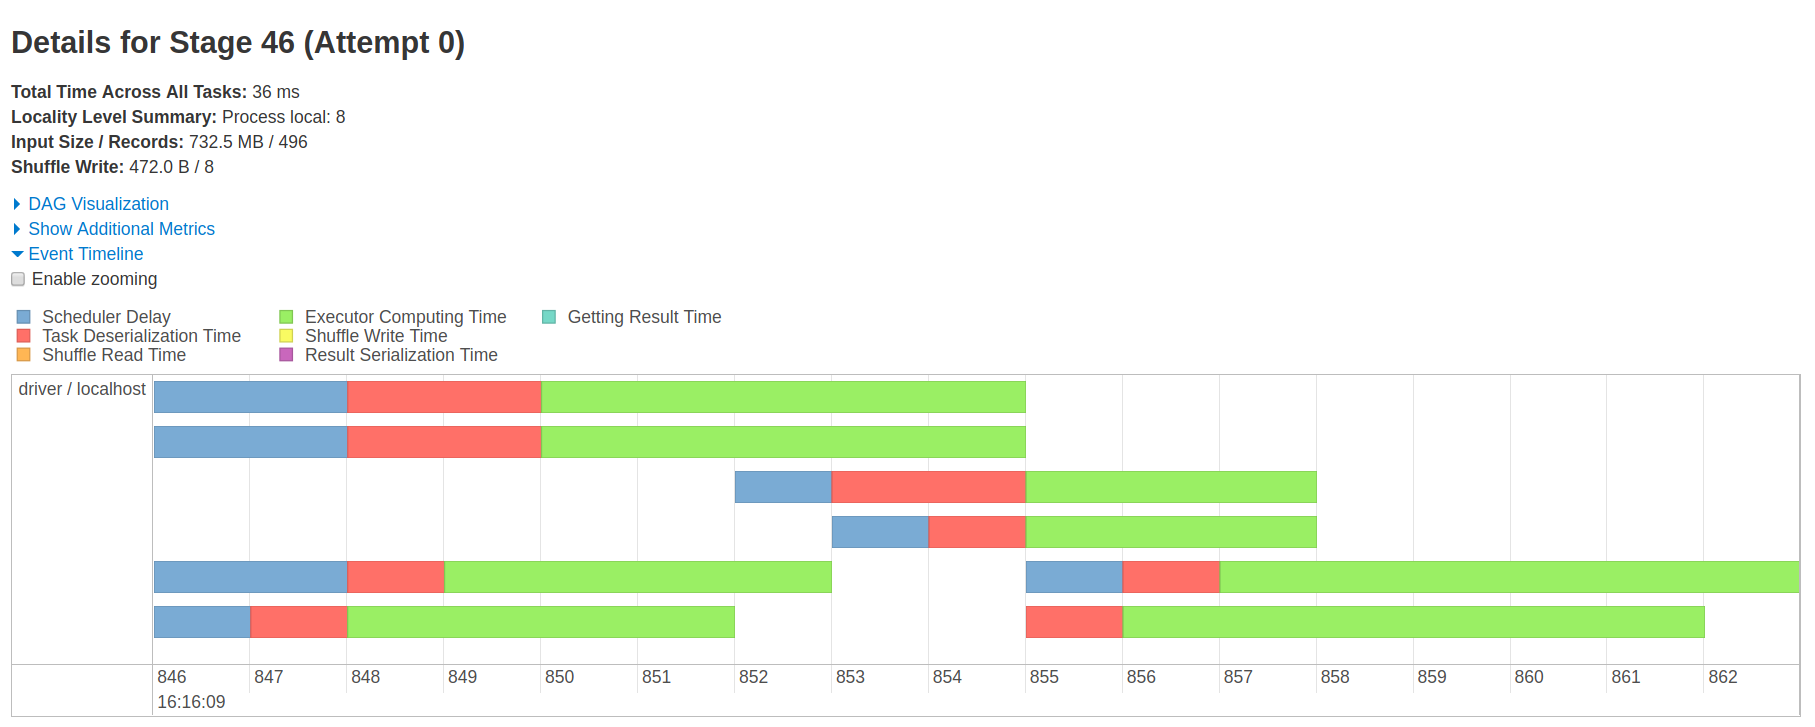 Details for Stage 46 (Attempt 0)
Total Time Across All Tasks: 36 ms
Locality Level Summary: Process local: 8
Input Size / Records: 732.5 MB / 496
Shuffle Write: 472.0 B / 8
DAG Visualization
Show Additional Metrics
Event Timeline
Enable zooming
Scheduler Delay Executor Computing Time Getting Result Time
Task Deserialization Time Shuffle Write Time
Shuffle Read Time Result Serialization Time
driver / localhost
846 847 848 849 850 851 852 853 854 855 856 857 858 859 860 861 862
16:16:09